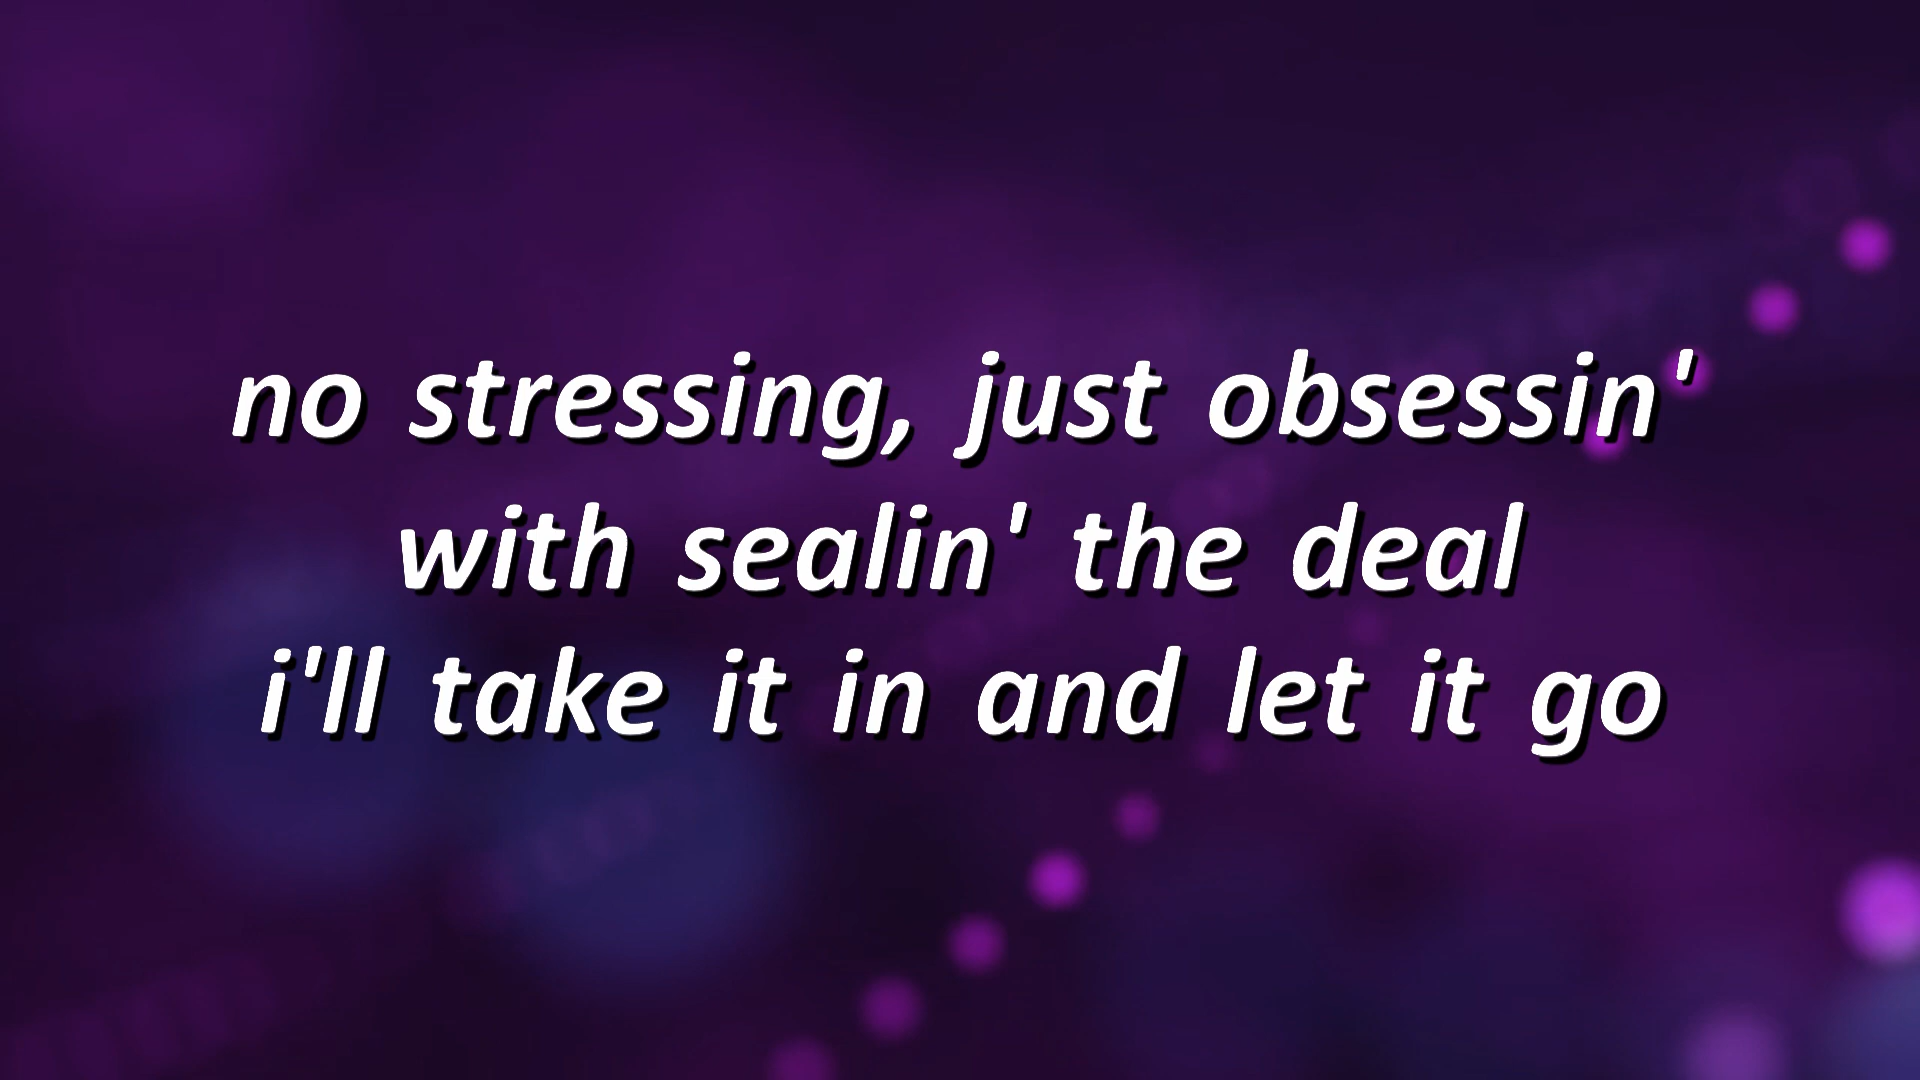 no stressing, just obsessin'
with sealin' the deal
i'll take it in and let it go